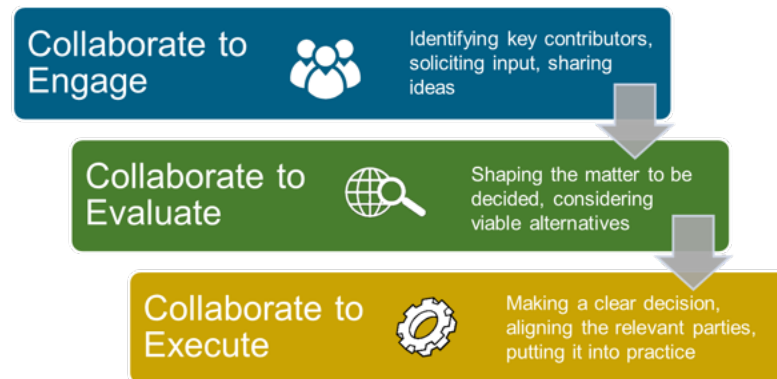 Collaborate to
Engage
Identifying key contributors,
soliciting input, sharing
ideas
Collaborate to
Evaluate
Shaping the matter to be
decided, considering
viable alternatives
Collaborate to
Execute
Making a clear decision,
aligning the relevant parties,
putting it into practice